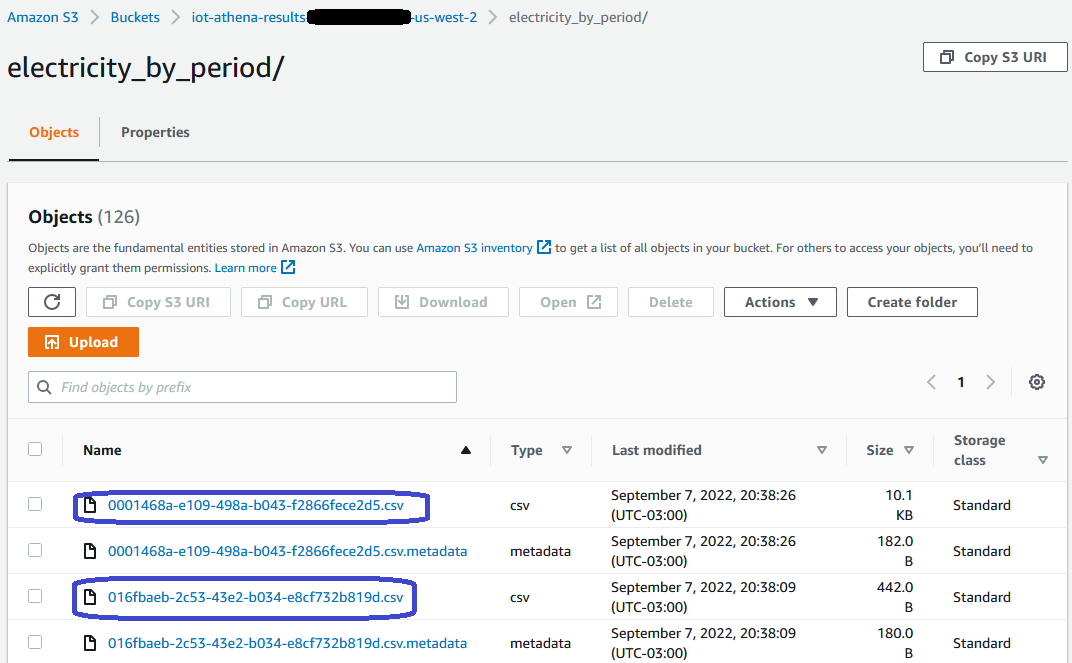 Amazon S3 > Buckets > iot-athena-results -us-west-2 > electricity_by_period/
electricity_by_period/
Copy S3 URI
Objects Properties
Objects (126)
Objects are the fundamental entities stored in Amazon S3. You can use Amazon S3 inventory to get a list of all objects in your bucket. For others to access your objects, you’ll need to
explicitly grant them permissions. Learn more
Copy S3 URI Copy URL Download Open Delete Actions Create folder
Upload
Find objects by prefix
1
Name Type Last modified Size Storage class
0001468a-e109-498a-b043-f2866fece2d5.csv csv September 7, 2022, 20:38:26 (UTC-03:00) 10.1 KB Standard
0001468a-e109-498a-b043-f2866fece2d5.csv.metadata metadata September 7, 2022, 20:38:26 (UTC-03:00) 182.0 B Standard
016fbaeb-2c53-43e2-b034-e8cf732b819d.csv csv September 7, 2022, 20:38:09 (UTC-03:00) 442.0 B Standard
016fbaeb-2c53-43e2-b034-e8cf732b819d.csv.metadata metadata September 7, 2022, 20:38:09 (UTC-03:00) 180.0 B Standard